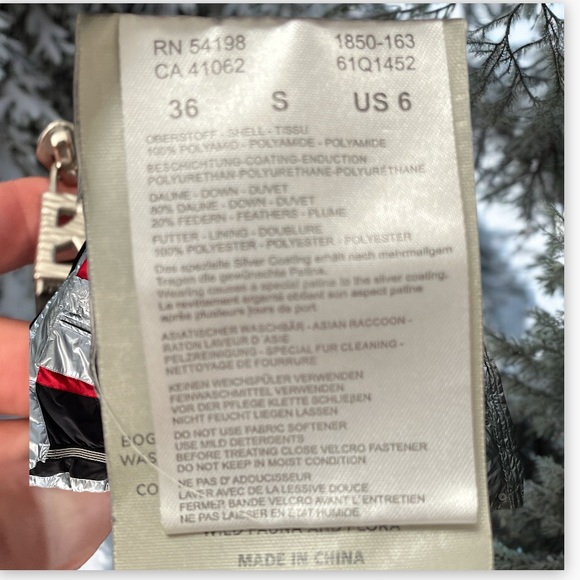 RN 54198 1850-163
CA 41062 61Q1452
36 S US 6
OBERSTOFF - SHELL - TISSU
100% POLYAMID - POLYAMIDE - POLYAMIDE
BESCHICHTUNG-COATING-ENDUCTION
POLYURETHAN-POLYURETHANE-POLYURÉTHANE
DAUNE - DOWN - DUVET
80% DAUNE - DOWN - DUVET
20% FEDERN - FEATHERS - PLUME
FUTTER - LINING - DOUBLURE
100% POLYESTER - POLYESTER - POLYESTER
Das spezielle Silver Coating erhält nach mehrmaligem
Tragen die gewünschte Patina.
Wearing causes a special patina to the silver coating.
Le revêtement argenté obtient son aspect patine
après plusieurs jours de port
ASIATISCHER WASCHBÄR - ASIAN RACCOON -
RATON LAVEUR D´ASIE
PELZREINIGUNG - SPECIAL FUR CLEANING -
NETTOYAGE DE FOURRURE
KEINEN WEICHSPÜLER VERWENDEN
FEINWASCHMITTEL VERWENDEN
VOR DER PFLEGE KLETTE SCHLIEßEN
NICHT FEUCHT LIEGEN LASSEN
DO NOT USE FABRIC SOFTENER
USE MILD DETERGENTS
BEFORE TREATING CLOSE VELCRO FASTENER
DO NOT KEEP IN MOIST CONDITION
NE PAS D'ADOUCISSEUR
LAVER AVEC DE LA LESSIVE DOUCE
FERMER BANDE VELCRO AVANT L'ENTRETIEN
NE PAS LAISSER EN ÉTAT HUMIDE
BOG
WAS
CO
WILD FAUNA AND FLORA
MADE IN CHINA